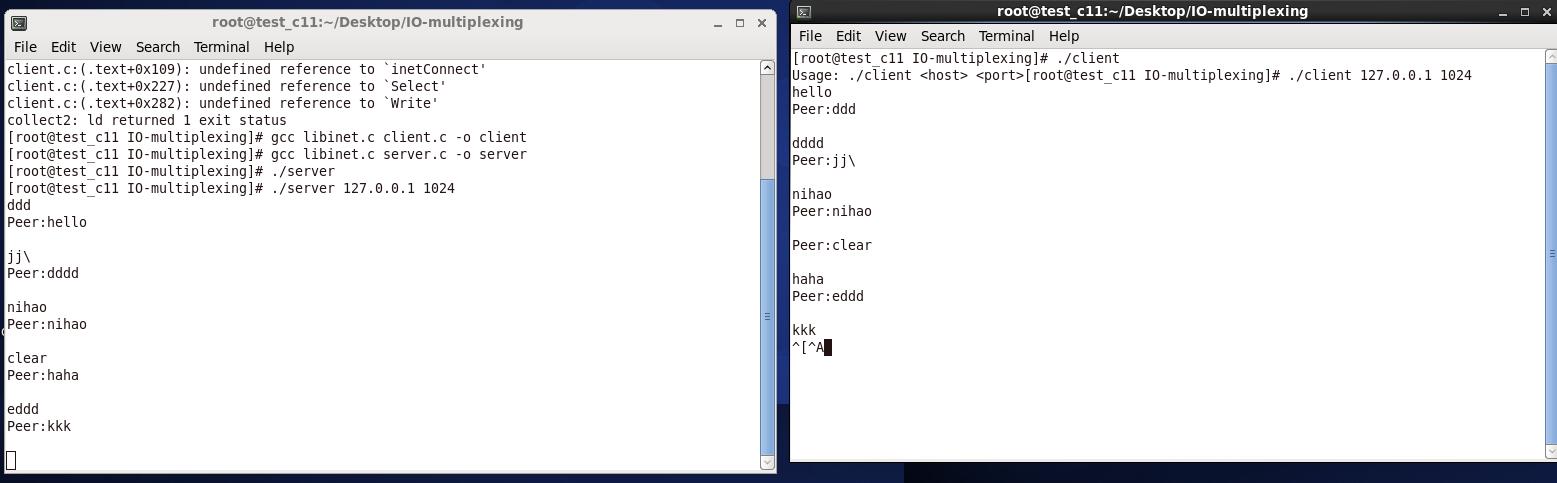 root@test_c11:~/Desktop/IO-multiplexing
File Edit View Search Terminal Help
client.c:(.text+0x109): undefined reference to `inetConnect'
client.c:(.text+0x227): undefined reference to `Select'
client.c:(.text+0x282): undefined reference to `Write'
collect2: ld returned 1 exit status
[root@test_c11 IO-multiplexing]# gcc libinet.c client.c -o client
[root@test_c11 IO-multiplexing]# gcc libinet.c server.c -o server
[root@test_c11 IO-multiplexing]# ./server
[root@test_c11 IO-multiplexing]# ./server 127.0.0.1 1024
ddd
Peer:hello
jj\
Peer:dddd
nihao
Peer:nihao
clear
Peer:haha
eddd
Peer:kkk
root@test_c11:~/Desktop/IO-multiplexing
File Edit View Search Terminal Help
[root@test_c11 IO-multiplexing]# ./client
Usage: ./client <host> <port>[root@test_c11 IO-multiplexing]# ./client 127.0.0.1 1024
hello
Peer:ddd
dddd
Peer:jj\
nihao
Peer:nihao
Peer:clear
haha
Peer:eddd
kkk
^[^A